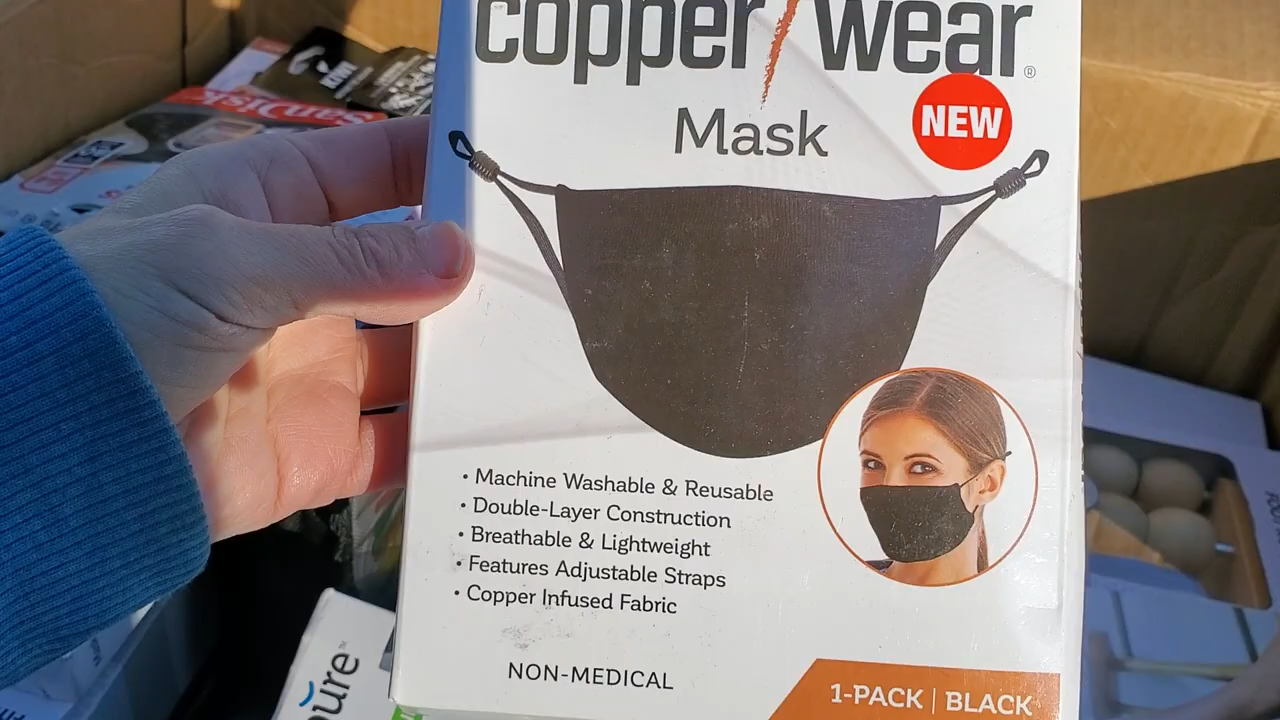 copper wear®
Mask
NEW
• Machine Washable & Reusable
• Double-Layer Construction
• Breathable & Lightweight
• Features Adjustable Straps
• Copper Infused Fabric
NON-MEDICAL
1-PACK | BLACK
SanDisk